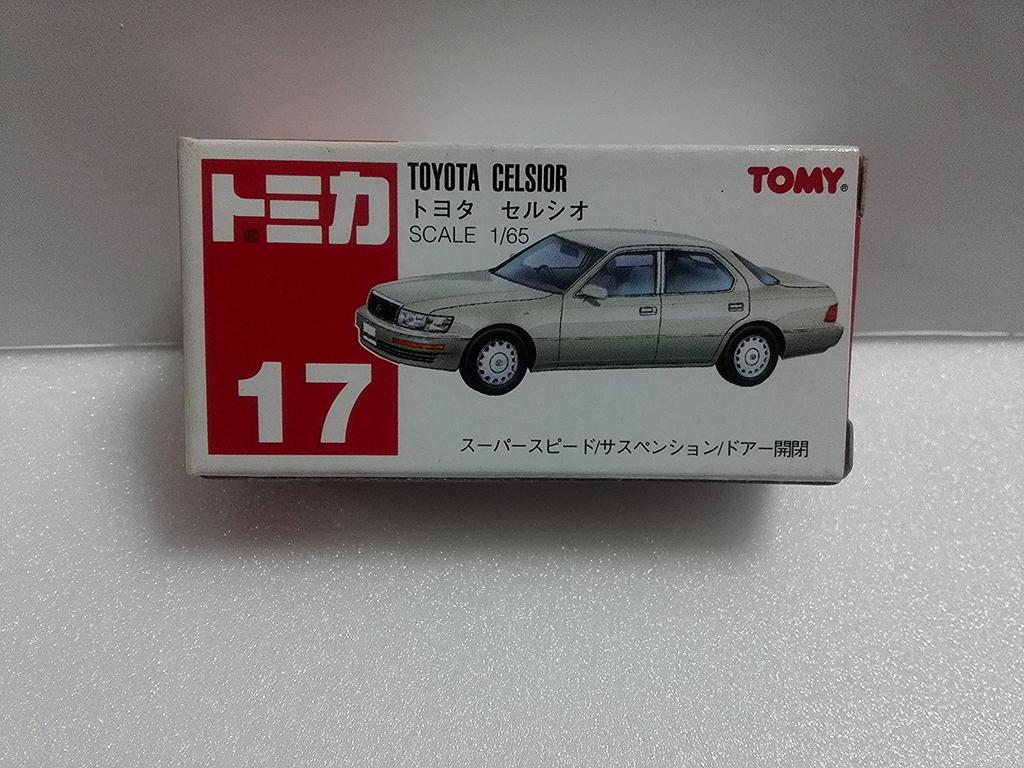 トミカ®
17
TOYOTA CELSIOR
トヨタ セルシオ
SCALE 1/65
TOMY®
スーパースピード/サスペンション/ドアー開閉